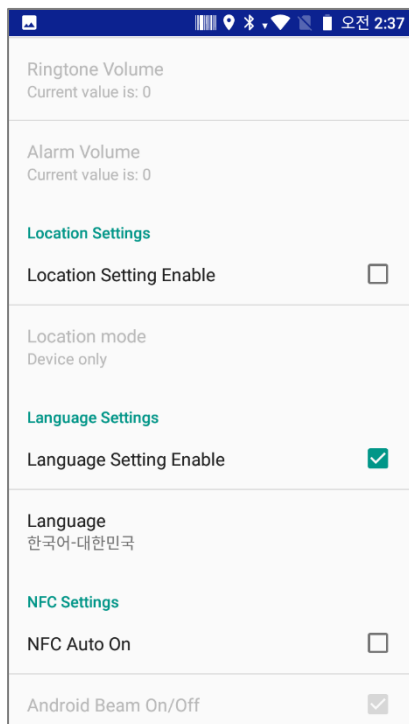 오전 2:37
Ringtone Volume
Current value is: 0
Alarm Volume
Current value is: 0
Location Settings
Location Setting Enable
Location mode
Device only
Language Settings
Language Setting Enable
Language
한국어-대한민국
NFC Settings
NFC Auto On
Android Beam On/Off